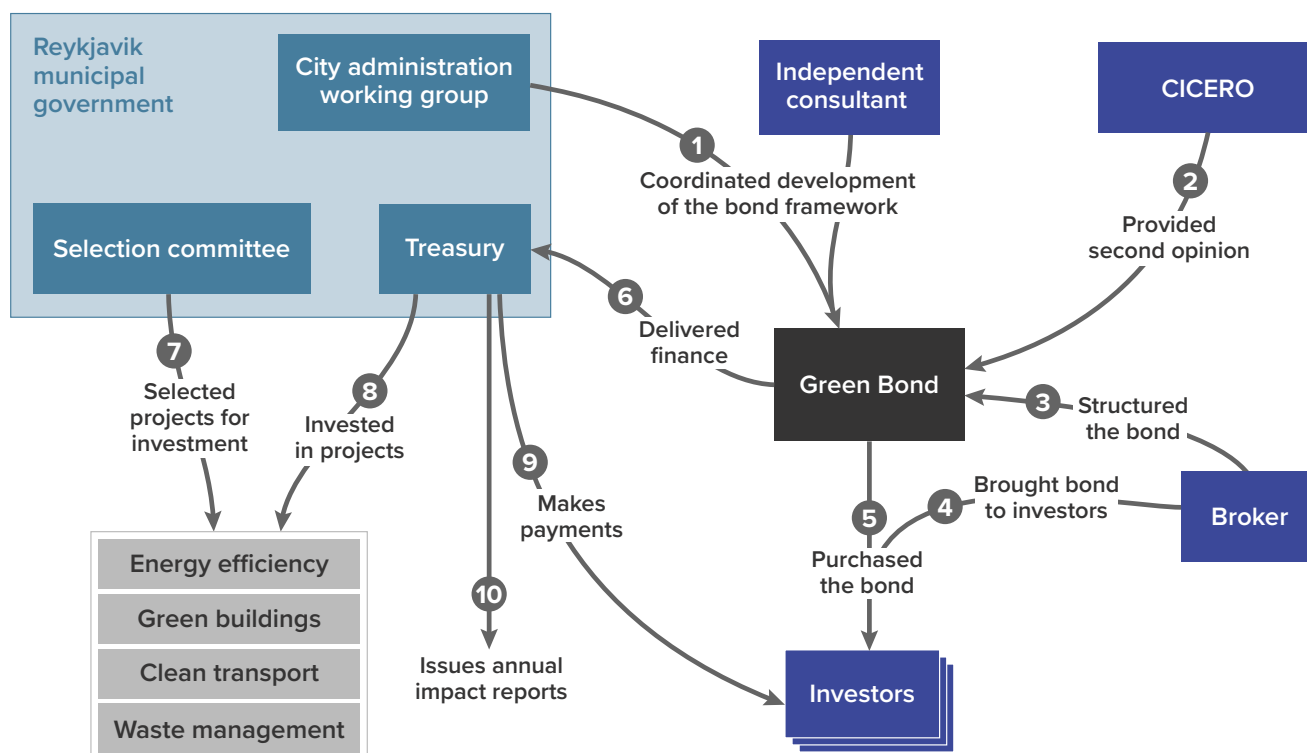 Reykjavik
municipal
government
City administration
working group
Independent
consultant
CICERO
1
Coordinated development
of the bond framework
2
Provided
second opinion
Selection committee
Treasury
6
Delivered
finance
Green Bond
3
Structured
the bond
7
Selected
projects for
investment
8
Invested
in projects
9
Makes
payments
5
Purchased
the bond
4
Brought bond
to investors
Broker
10
Issues annual
impact reports
Energy efficiency
Green buildings
Clean transport
Waste management
Investors